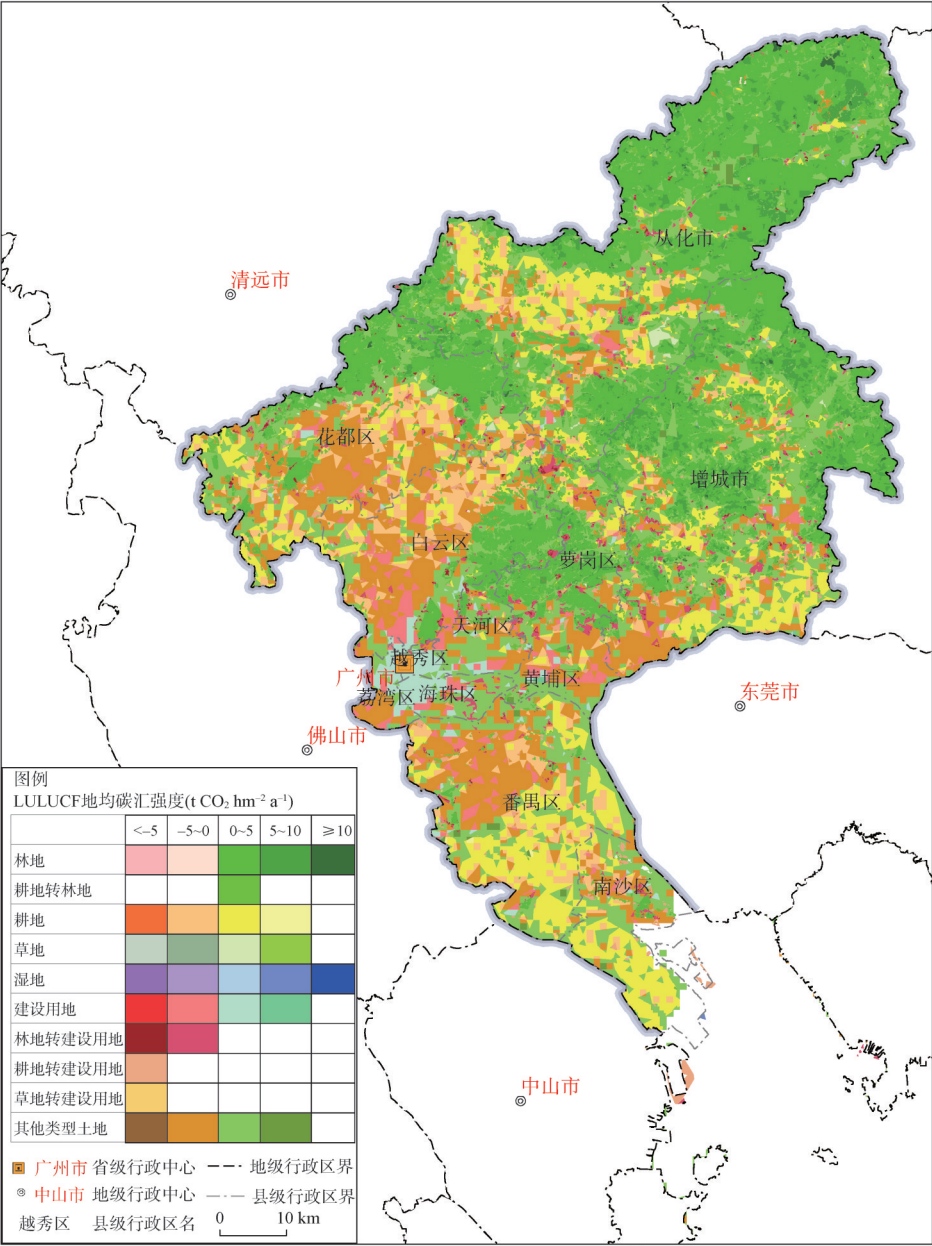 从化市
清远市
花都区
增城市
白云区
萝岗区
天河区
越秀区
广州市
黄埔区
荔湾区
海珠区
东莞市
佛山市
番禺区
南沙区
中山市
图例
LULUCF地均碳汇强度(t CO₂ hm⁻² a⁻¹)
<–5 –5~0 0~5 5~10 ≥10
林地
耕地转林地
耕地
草地
湿地
建设用地
林地转建设用地
耕地转建设用地
草地转建设用地
其他类型土地
广州市 省级行政中心 地级行政区界
中山市 地级行政中心 县级行政区界
越秀区 县级行政区名 0 10 km